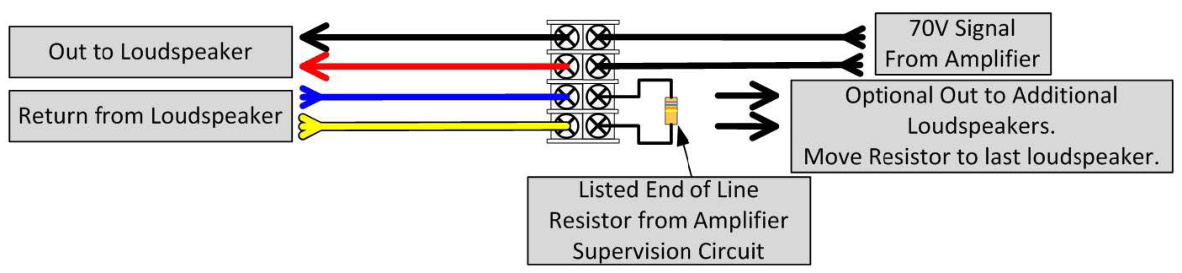 Out to Loudspeaker
70V Signal
From Amplifier
Return from Loudspeaker
Optional Out to Additional
Loudspeakers.
Move Resistor to last loudspeaker.
Listed End of Line
Resistor from Amplifier
Supervision Circuit